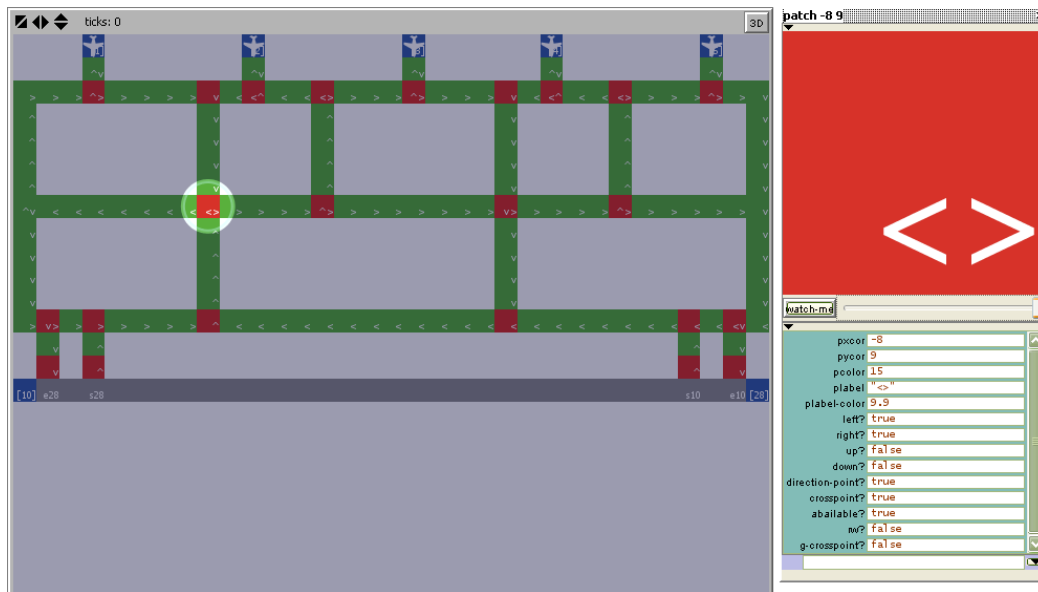 ticks: 0
3D
patch -8 9
<>
watch-me
pxcor -8
pycor 9
pcolor 15
plabel "<>"
plabel-color 9.9
left? true
right? true
up? false
down? false
direction-point? true
crosspoint? true
abailable? true
rw? false
g-crosspoint? false
^v ^v ^v ^v ^v
> > > ^> > > > > v < <^ < < <> > > > ^> > > > v < <^ < < <> > > > ^> > v
^v < < < < < < < <> > > > > ^> > > > > > > > v> > > > > ^> > > > > >
> v> > ^> > > > > ^ < < < < < < < < < < < < < < < < < < < < <v <
[10] e28 s28 s10 e10 [28]